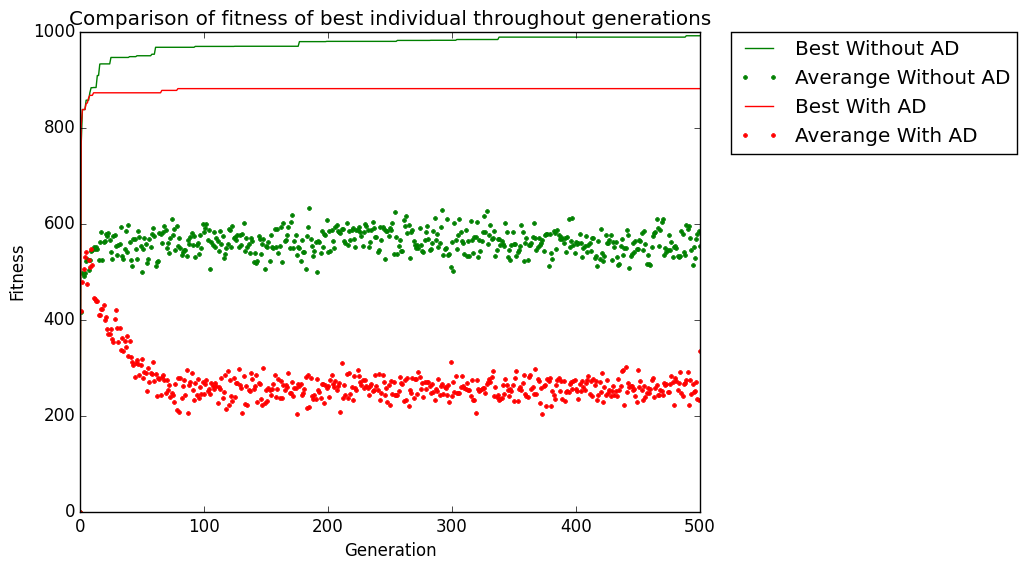 Comparison of fitness of best individual throughout generations
1000
800
600
400
200
0
Fitness
0 100 200 300 400 500
Generation
Best Without AD
Averange Without AD
Best With AD
Averange With AD